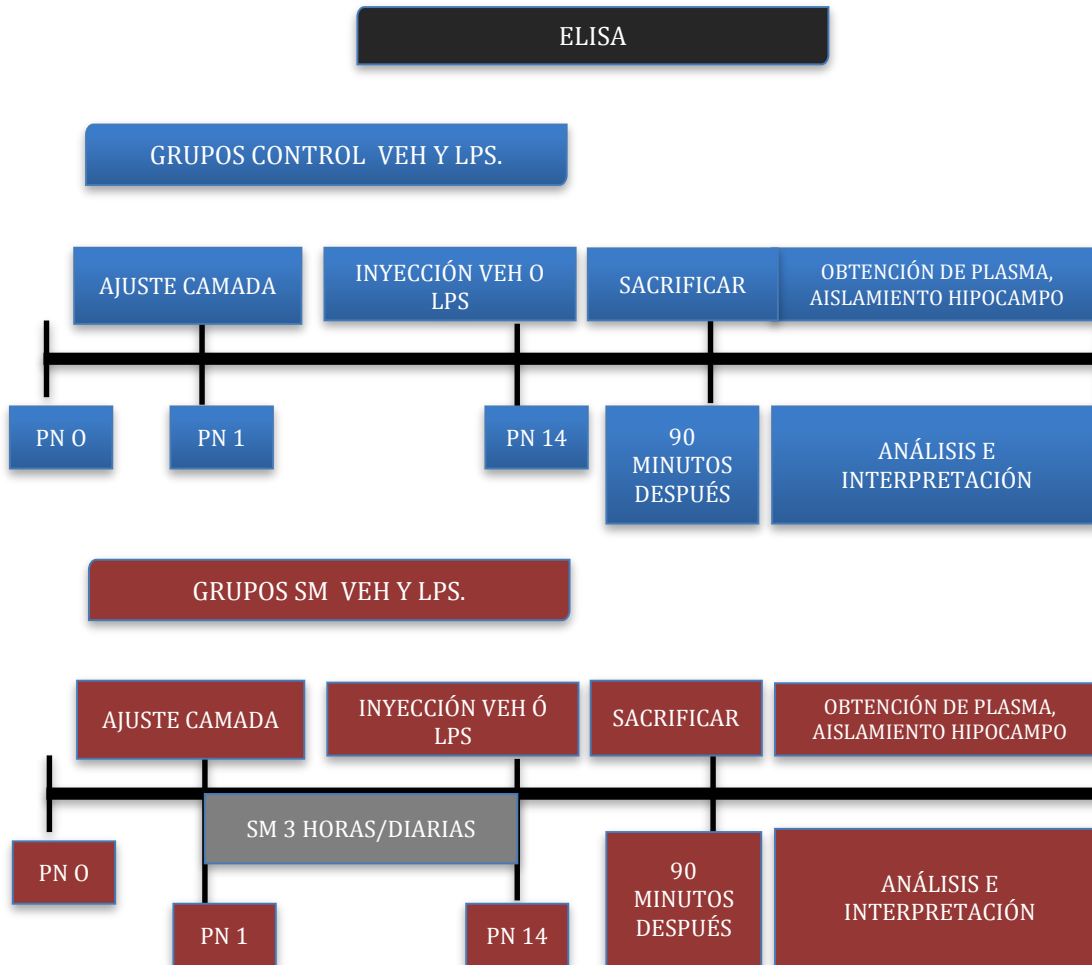 ELISA
GRUPOS CONTROL VEH Y LPS.
AJUSTE CAMADA
INYECCIÓN VEH O
LPS
SACRIFICAR
OBTENCIÓN DE PLASMA,
AISLAMIENTO HIPOCAMPO
PN O
PN 1
PN 14
90
MINUTOS
DESPUÉS
ANÁLISIS E
INTERPRETACIÓN
GRUPOS SM VEH Y LPS.
AJUSTE CAMADA
INYECCIÓN VEH Ó
LPS
SACRIFICAR
OBTENCIÓN DE PLASMA,
AISLAMIENTO HIPOCAMPO
SM 3 HORAS/DIARIAS
PN O
PN 1
PN 14
90
MINUTOS
DESPUÉS
ANÁLISIS E
INTERPRETACIÓN